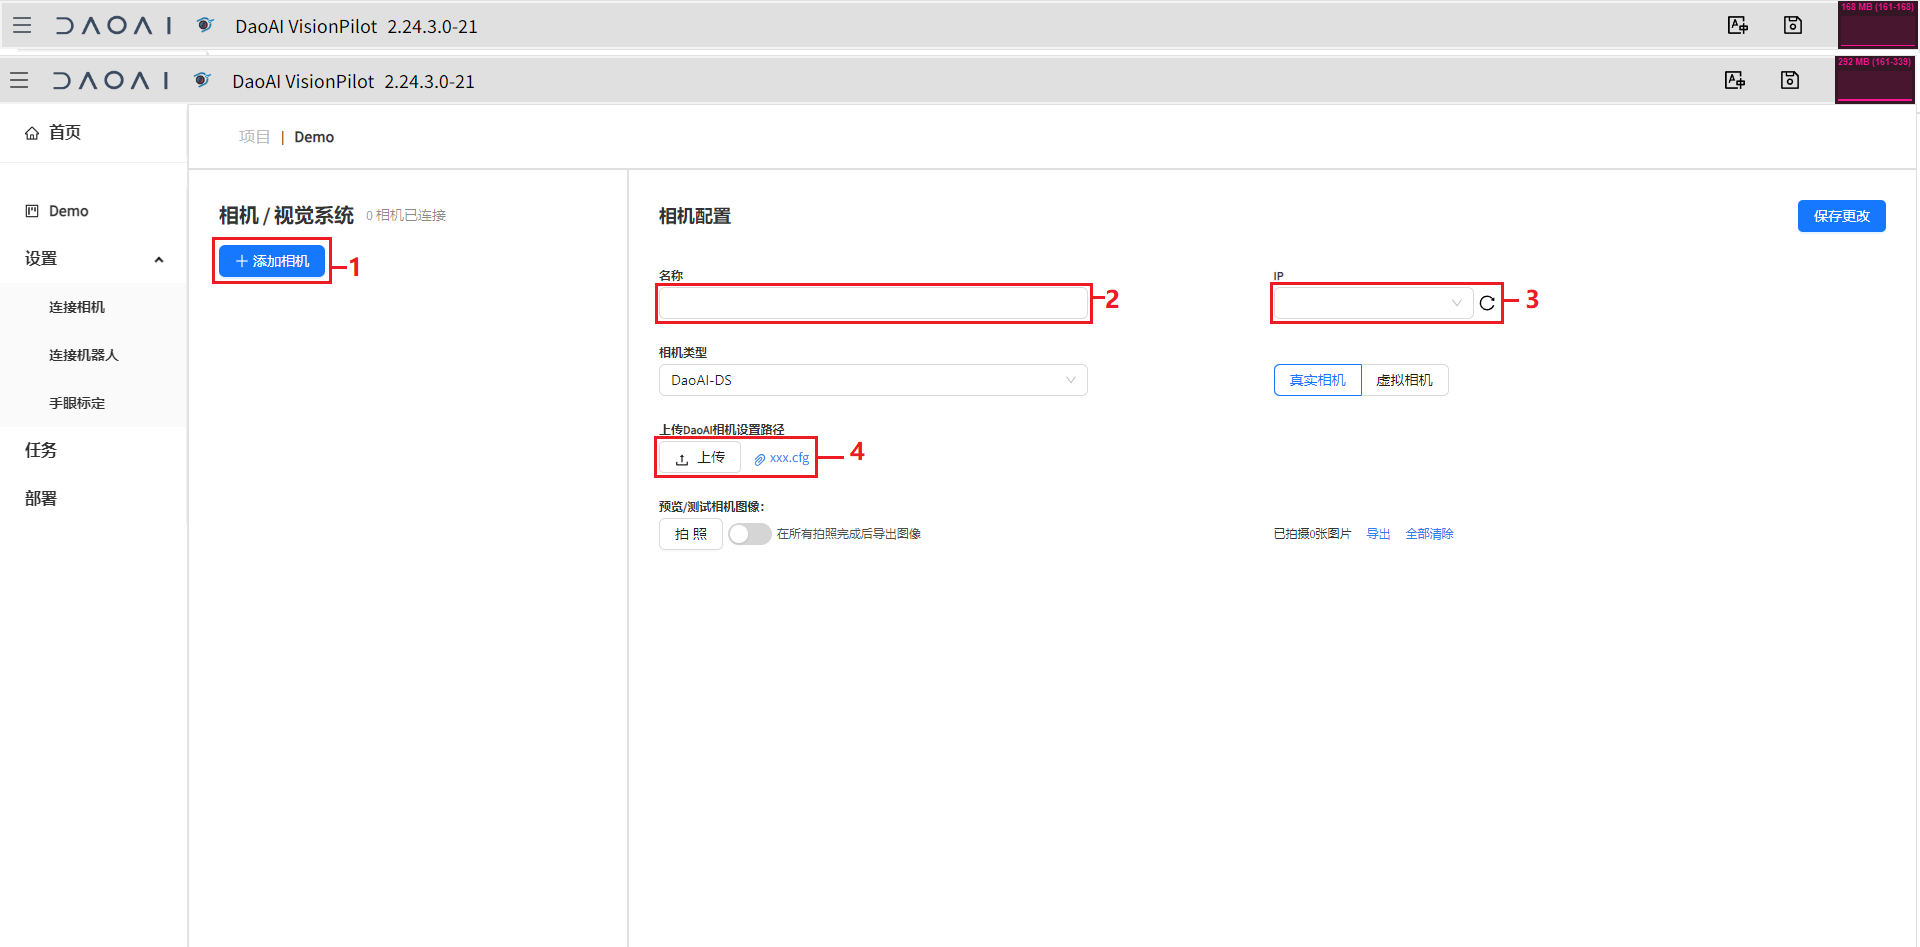 DAOAI DaoAI VisionPilot 2.24.3.0-21
168 MB (161-168)
DAOAI DaoAI VisionPilot 2.24.3.0-21
292 MB (161-339)
首页
项目 | Demo
Demo
设置
连接相机
连接机器人
手眼标定
任务
部署
相机 / 视觉系统 0 相机已连接
添加相机 1
相机配置
保存更改
名称
2
IP
3
相机类型
DaoAI-DS
真实相机 虚拟相机
上传DaoAI相机设置路径
上传 xxx.cfg 4
预览/测试相机图像:
拍 照 在所有拍照完成后导出图像
已拍摄0张图片 导出 全部清除